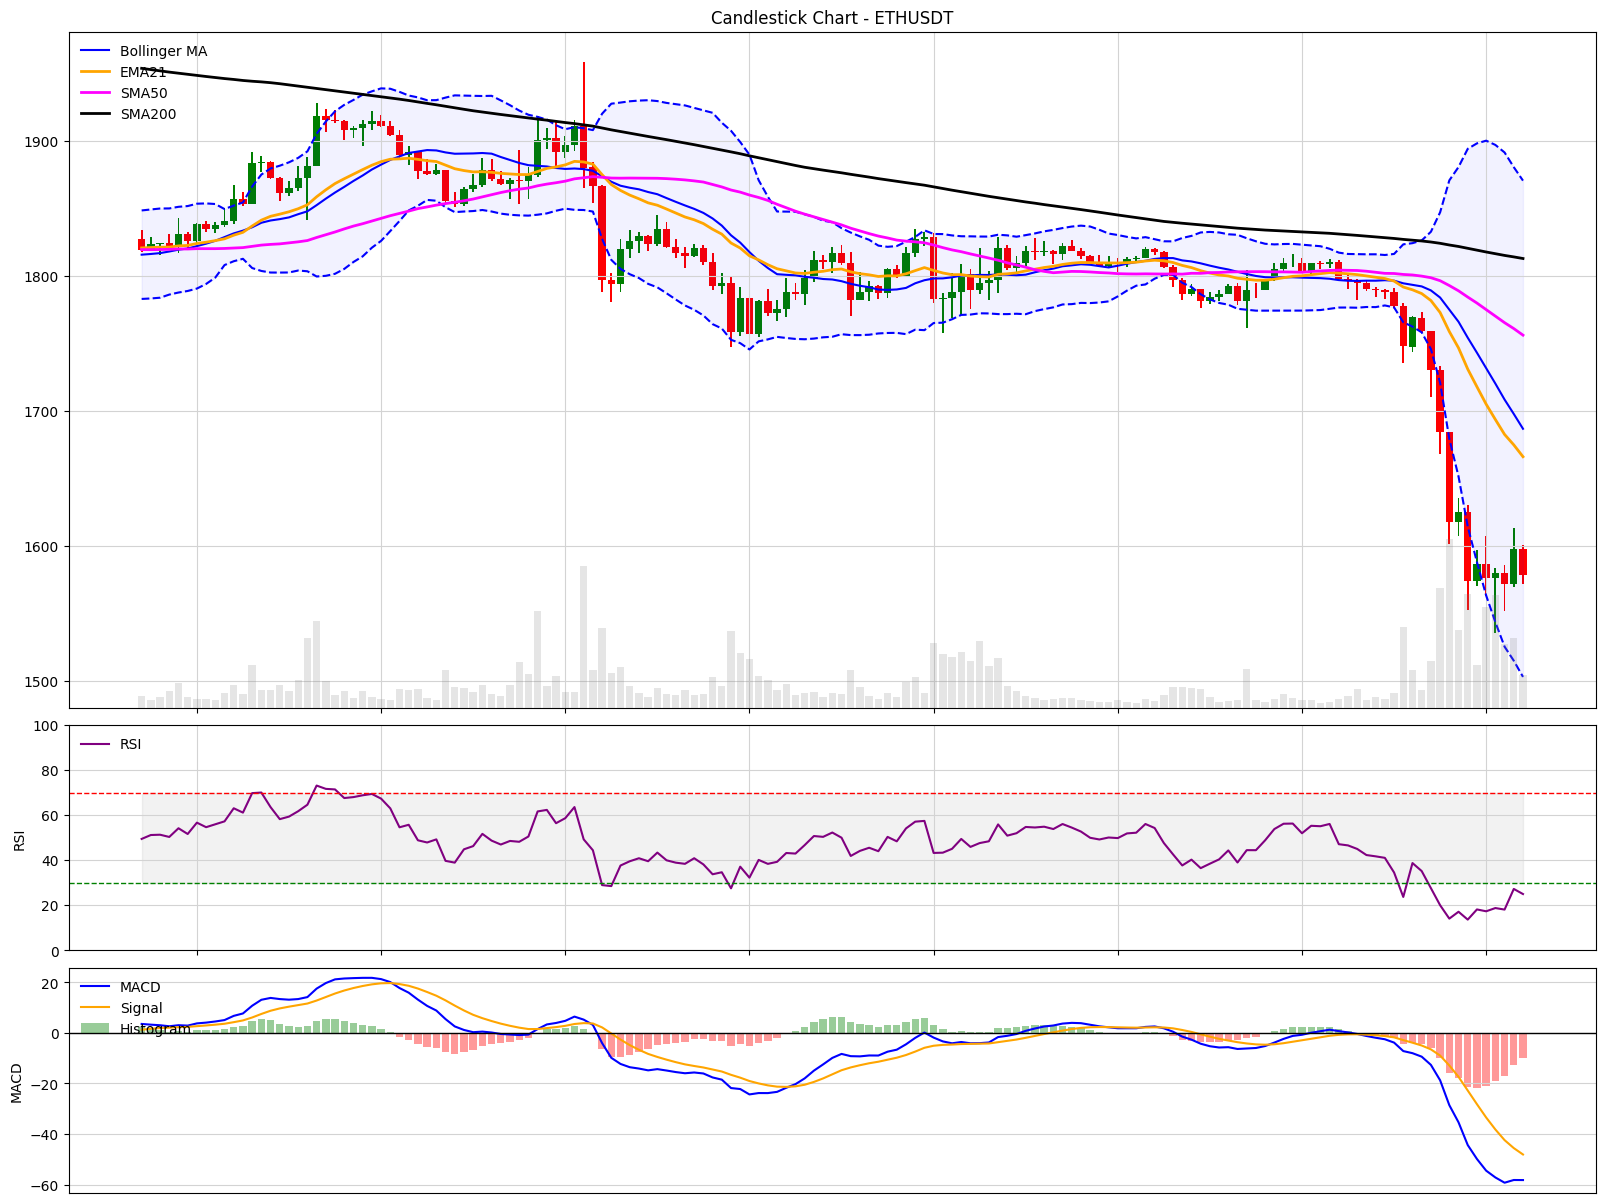 Candlestick Chart - ETHUSDT
Bollinger MA
EMA21
SMA50
SMA200
1900
1800
1700
1600
1500
RSI
100
80
60
40
20
0
RSI
MACD
Signal
Histogram
20
0
−20
−40
−60
MACD